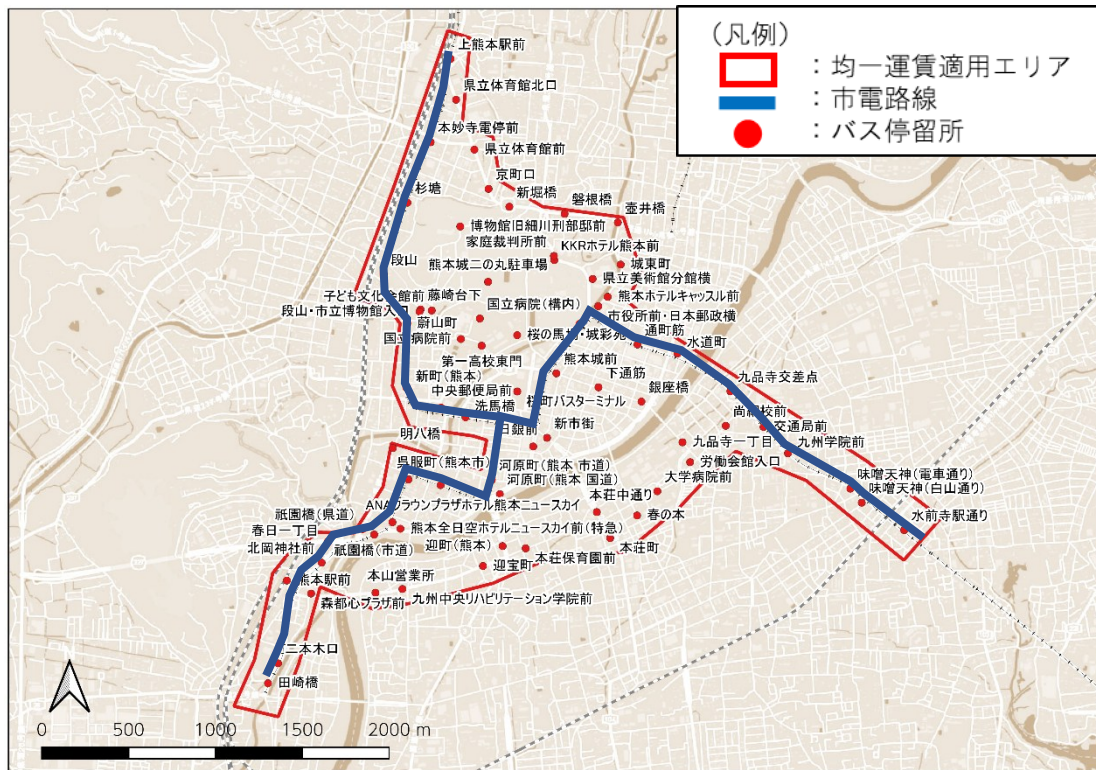 (凡例)
：均一運賃適用エリア
：市電路線
：バス停留所
上熊本駅前
県立体育館北口
本妙寺電停前
県立体育館前
京町口
杉塘
新堀橋
磐根橋
壷井橋
博物館旧細川刑部邸前
家庭裁判所前
KKRホテル熊本前
段山
熊本城二の丸駐車場
城東町
県立美術館分館横
子ども文化会館前
藤崎台下
国立病院(構内)
熊本ホテルキャッスル前
段山・市立博物館入口
蔚山町
市役所前・日本郵政横
国立病院前
桜の馬場・城彩苑
通町筋
水道町
第一高校東門
熊本城前
新町(熊本)
下通筋
九品寺交差点
中央郵便局前
銀座橋
桜町バスターミナル
洗馬橋
尚絅校前
交通局前
明八橋
新市街
九品寺一丁目
九州学院前
呉服町(熊本市)
河原町(熊本 市道)
労働会館入口
河原町(熊本 国道)
大学病院前
味噌天神(電車通り)
味噌天神(白山通り)
ANAクラウンプラザホテル熊本ニュースカイ
本荘中通り
祇園橋(県道)
春の本
水前寺駅通り
春日一丁目
熊本全日空ホテルニュースカイ前(特急)
北岡神社前
祇園橋(市道)
迎町(熊本)
本荘町
本荘保育園前
迎宝町
熊本駅前
本山営業所
森都心プラザ前
九州中央リハビリテーション学院前
二本木口
田崎橋
0 500 1000 1500 2000 m